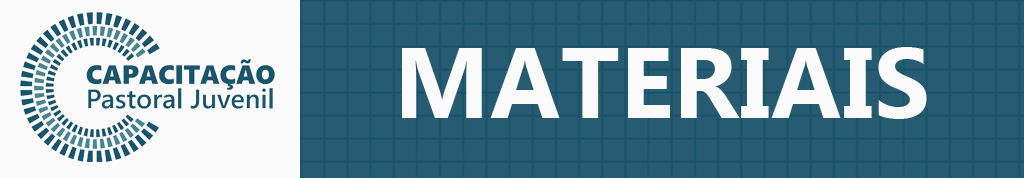 CAPACITAÇÃO
Pastoral Juvenil
MATERIAIS